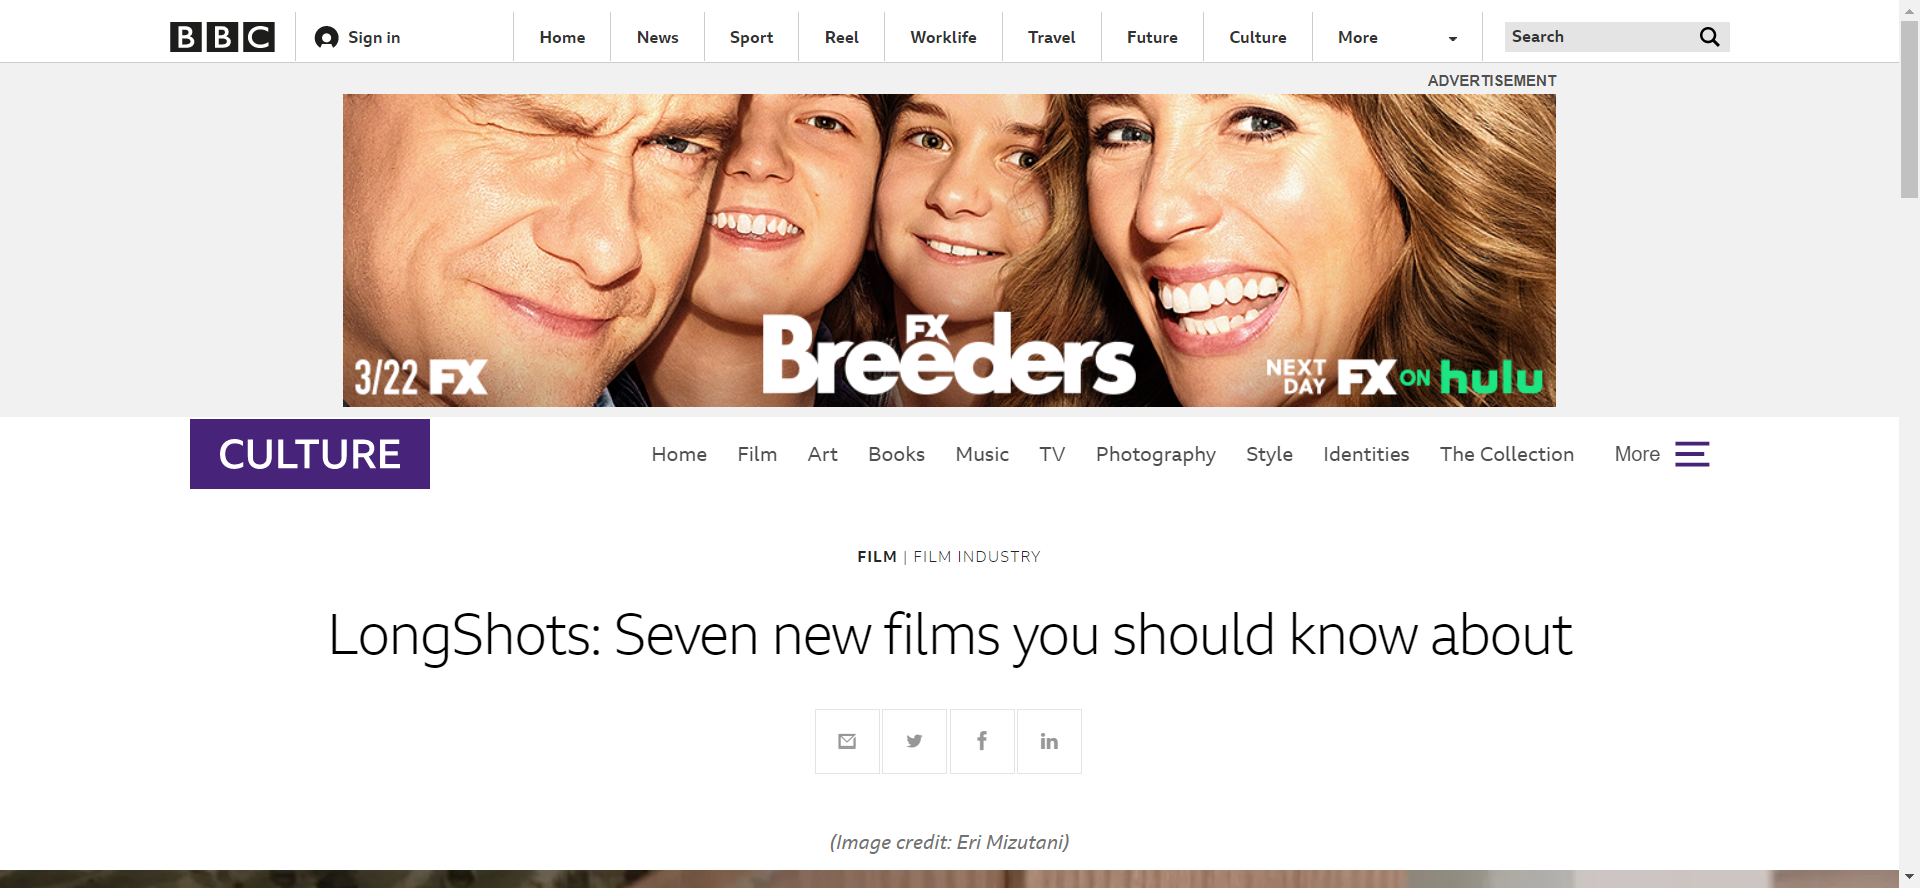 BBC Sign in Home News Sport Reel Worklife Travel Future Culture More Search
ADVERTISEMENT
3/22 FX
FX
Breeders
NEXT DAY FX ON hulu
CULTURE Home Film Art Books Music TV Photography Style Identities The Collection More
FILM | FILM INDUSTRY
LongShots: Seven new films you should know about
(Image credit: Eri Mizutani)